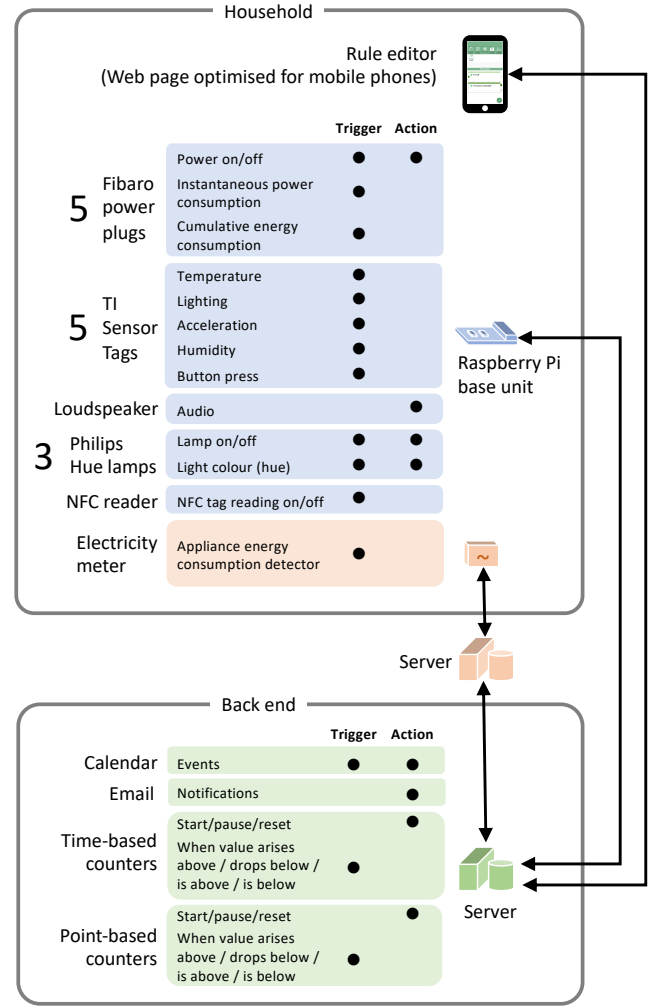 Household
Rule editor
(Web page optimised for mobile phones)
Trigger Action
5 Fibaro power plugs
Power on/off
Instantaneous power
consumption
Cumulative energy
consumption
5 TI Sensor Tags
Temperature
Lighting
Acceleration
Humidity
Button press
Raspberry Pi
base unit
Loudspeaker
Audio
3 Philips Hue lamps
Lamp on/off
Light colour (hue)
NFC reader
NFC tag reading on/off
Electricity
meter
Appliance energy
consumption detector
~
Server
Back end
Trigger Action
Calendar
Events
Email
Notifications
Time-based
counters
Start/pause/reset
When value arises
above / drops below /
is above / is below
Server
Point-based
counters
Start/pause/reset
When value arises
above / drops below /
is above / is below